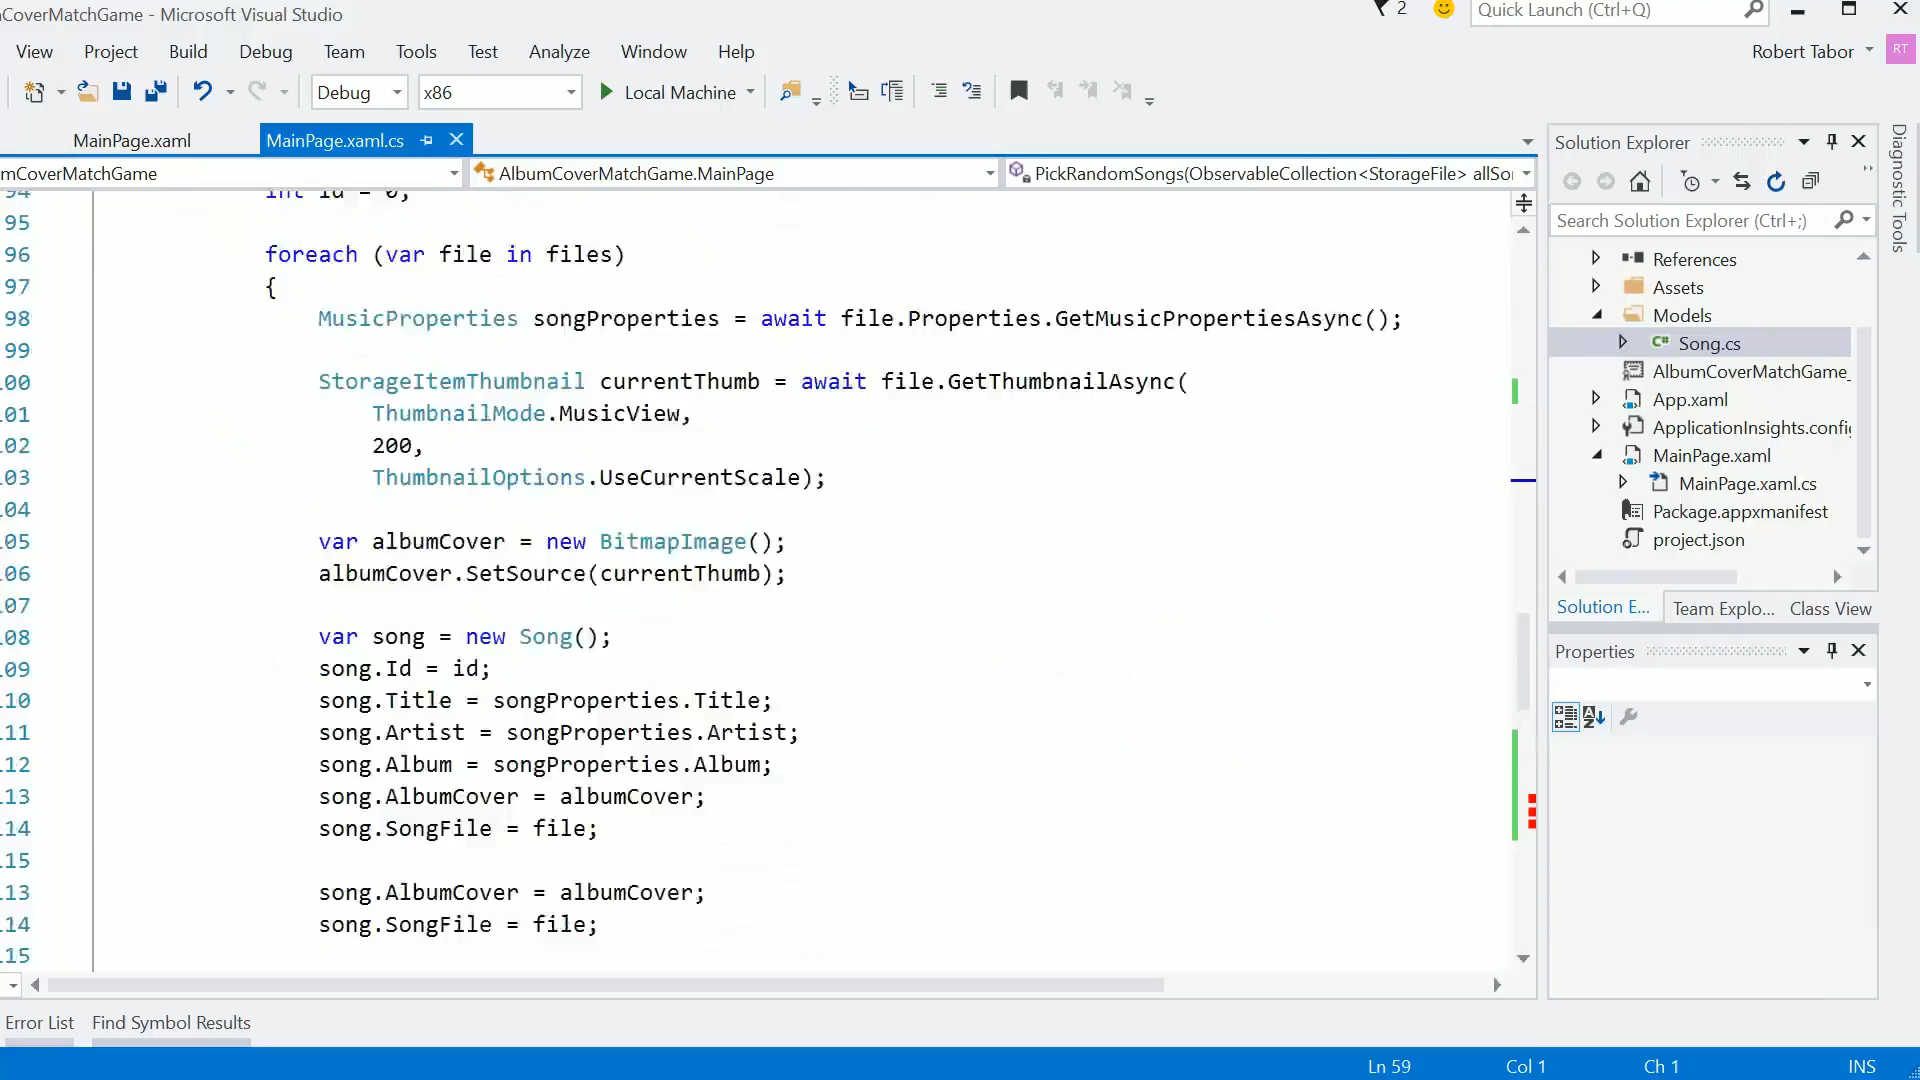 CoverMatchGame - Microsoft Visual Studio
2
Quick Launch (Ctrl+Q)
View Project Build Debug Team Tools Test Analyze Window Help
Robert Tabor
RT
Debug
x86
Local Machine
MainPage.xaml
MainPage.xaml.cs
mCoverMatchGame
AlbumCoverMatchGame.MainPage
PickRandomSongs(ObservableCollection<StorageFile> allSo
94 int id = 0;
95
96 foreach (var file in files)
97 {
98 MusicProperties songProperties = await file.Properties.GetMusicPropertiesAsync();
99
.00 StorageItemThumbnail currentThumb = await file.GetThumbnailAsync(
.01 ThumbnailMode.MusicView,
.02 200,
.03 ThumbnailOptions.UseCurrentScale);
.04
.05 var albumCover = new BitmapImage();
.06 albumCover.SetSource(currentThumb);
.07
.08 var song = new Song();
.09 song.Id = id;
.10 song.Title = songProperties.Title;
.11 song.Artist = songProperties.Artist;
.12 song.Album = songProperties.Album;
.13 song.AlbumCover = albumCover;
.14 song.SongFile = file;
.15
.13 song.AlbumCover = albumCover;
.14 song.SongFile = file;
.15
Solution Explorer
Search Solution Explorer (Ctrl+;)
References
Assets
Models
C# Song.cs
AlbumCoverMatchGame_
App.xaml
ApplicationInsights.config
MainPage.xaml
MainPage.xaml.cs
Package.appxmanifest
project.json
Solution E... Team Explo... Class View
Properties
Diagnostic Tools
Error List Find Symbol Results
Ln 59 Col 1 Ch 1 INS